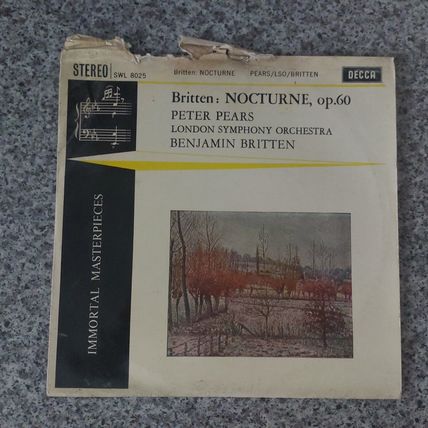 STEREO SWL 8025 Britten: NOCTURNE PEARS/LSO/BRITTEN DECCA
Britten: NOCTURNE, op.60
PETER PEARS
LONDON SYMPHONY ORCHESTRA
BENJAMIN BRITTEN
IMMORTAL MASTERPIECES